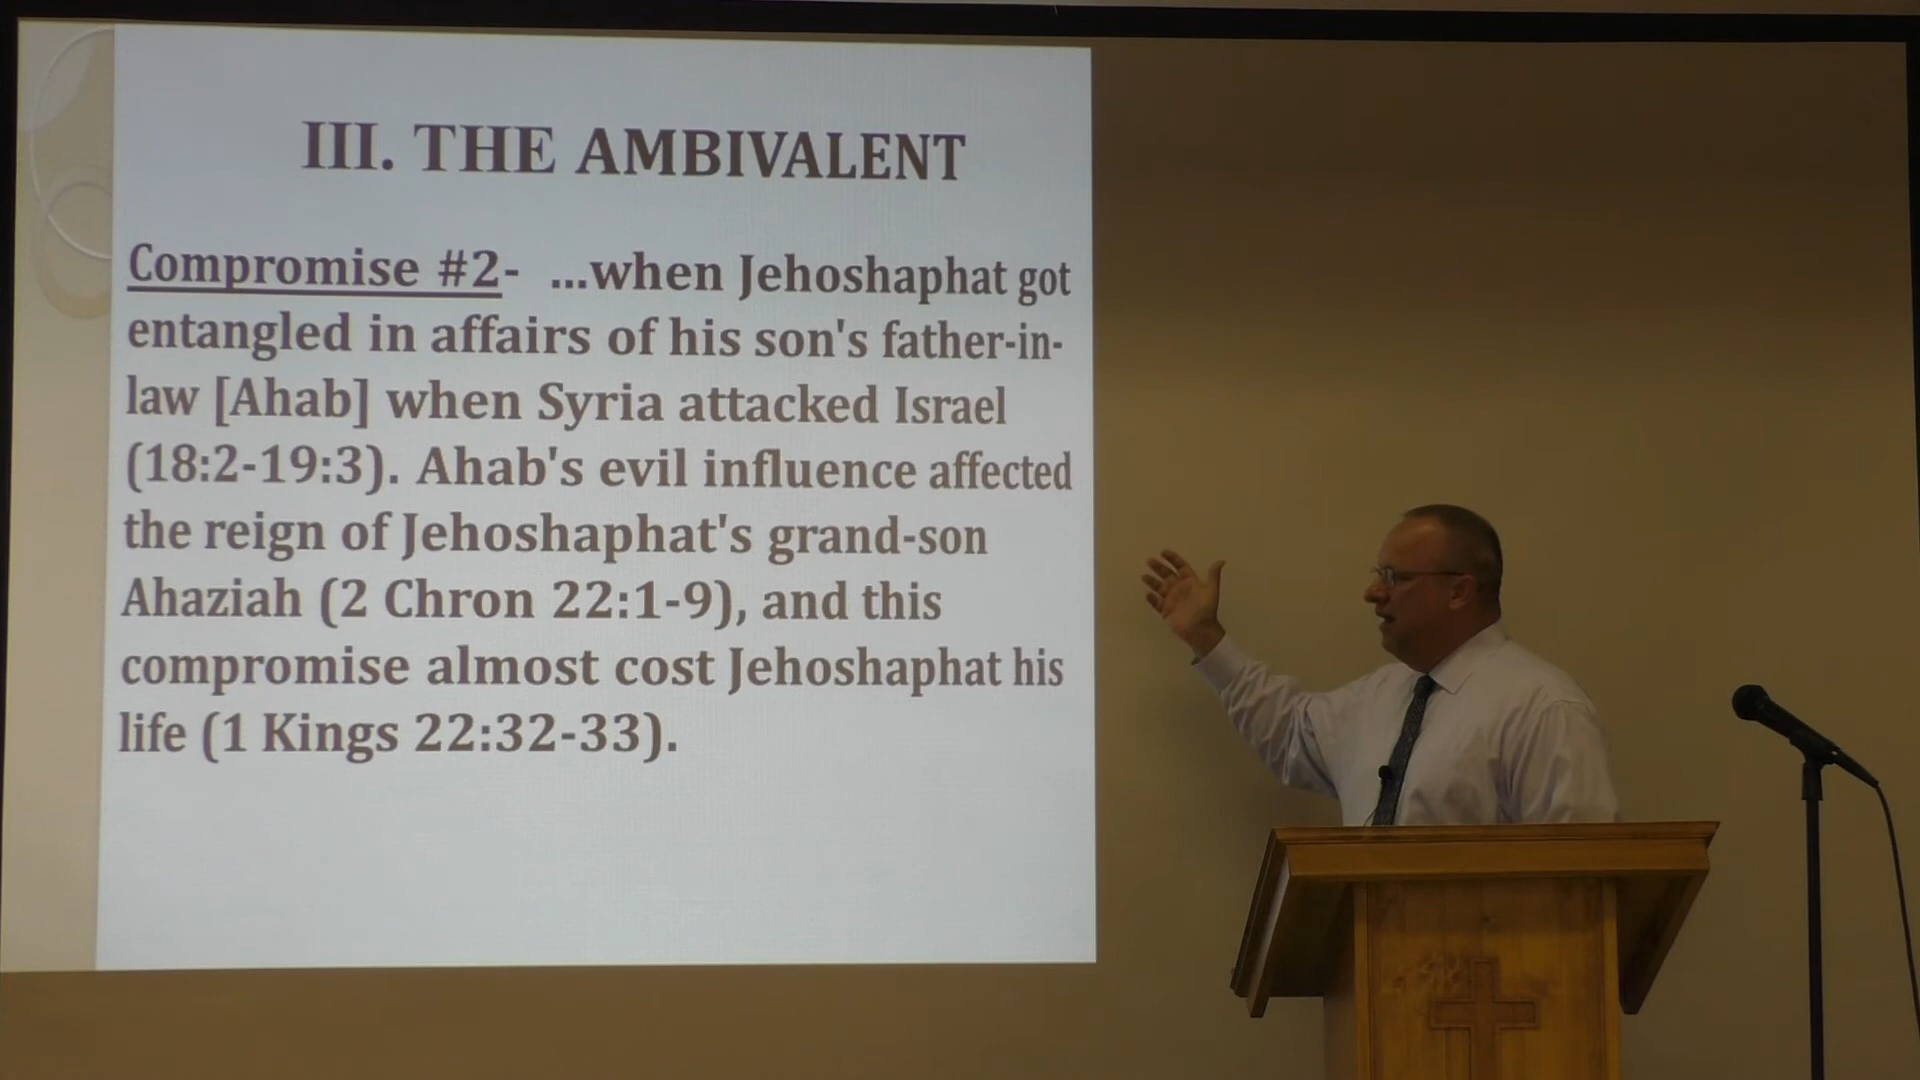 III. THE AMBIVALENT
Compromise #2- ...when Jehoshaphat got
entangled in affairs of his son's father-in-
law [Ahab] when Syria attacked Israel
(18:2-19:3). Ahab's evil influence affected
the reign of Jehoshaphat's grand-son
Ahaziah (2 Chron 22:1-9), and this
compromise almost cost Jehoshaphat his
life (1 Kings 22:32-33).